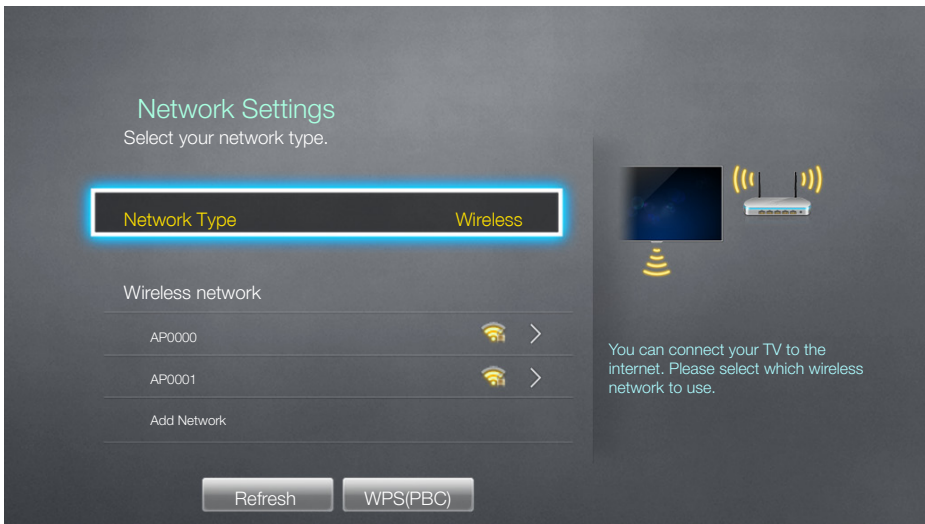 Network Settings
Select your network type.
Network Type Wireless
Wireless network
AP0000
AP0001
Add Network
Refresh WPS(PBC)
You can connect your TV to the
internet. Please select which wireless
network to use.